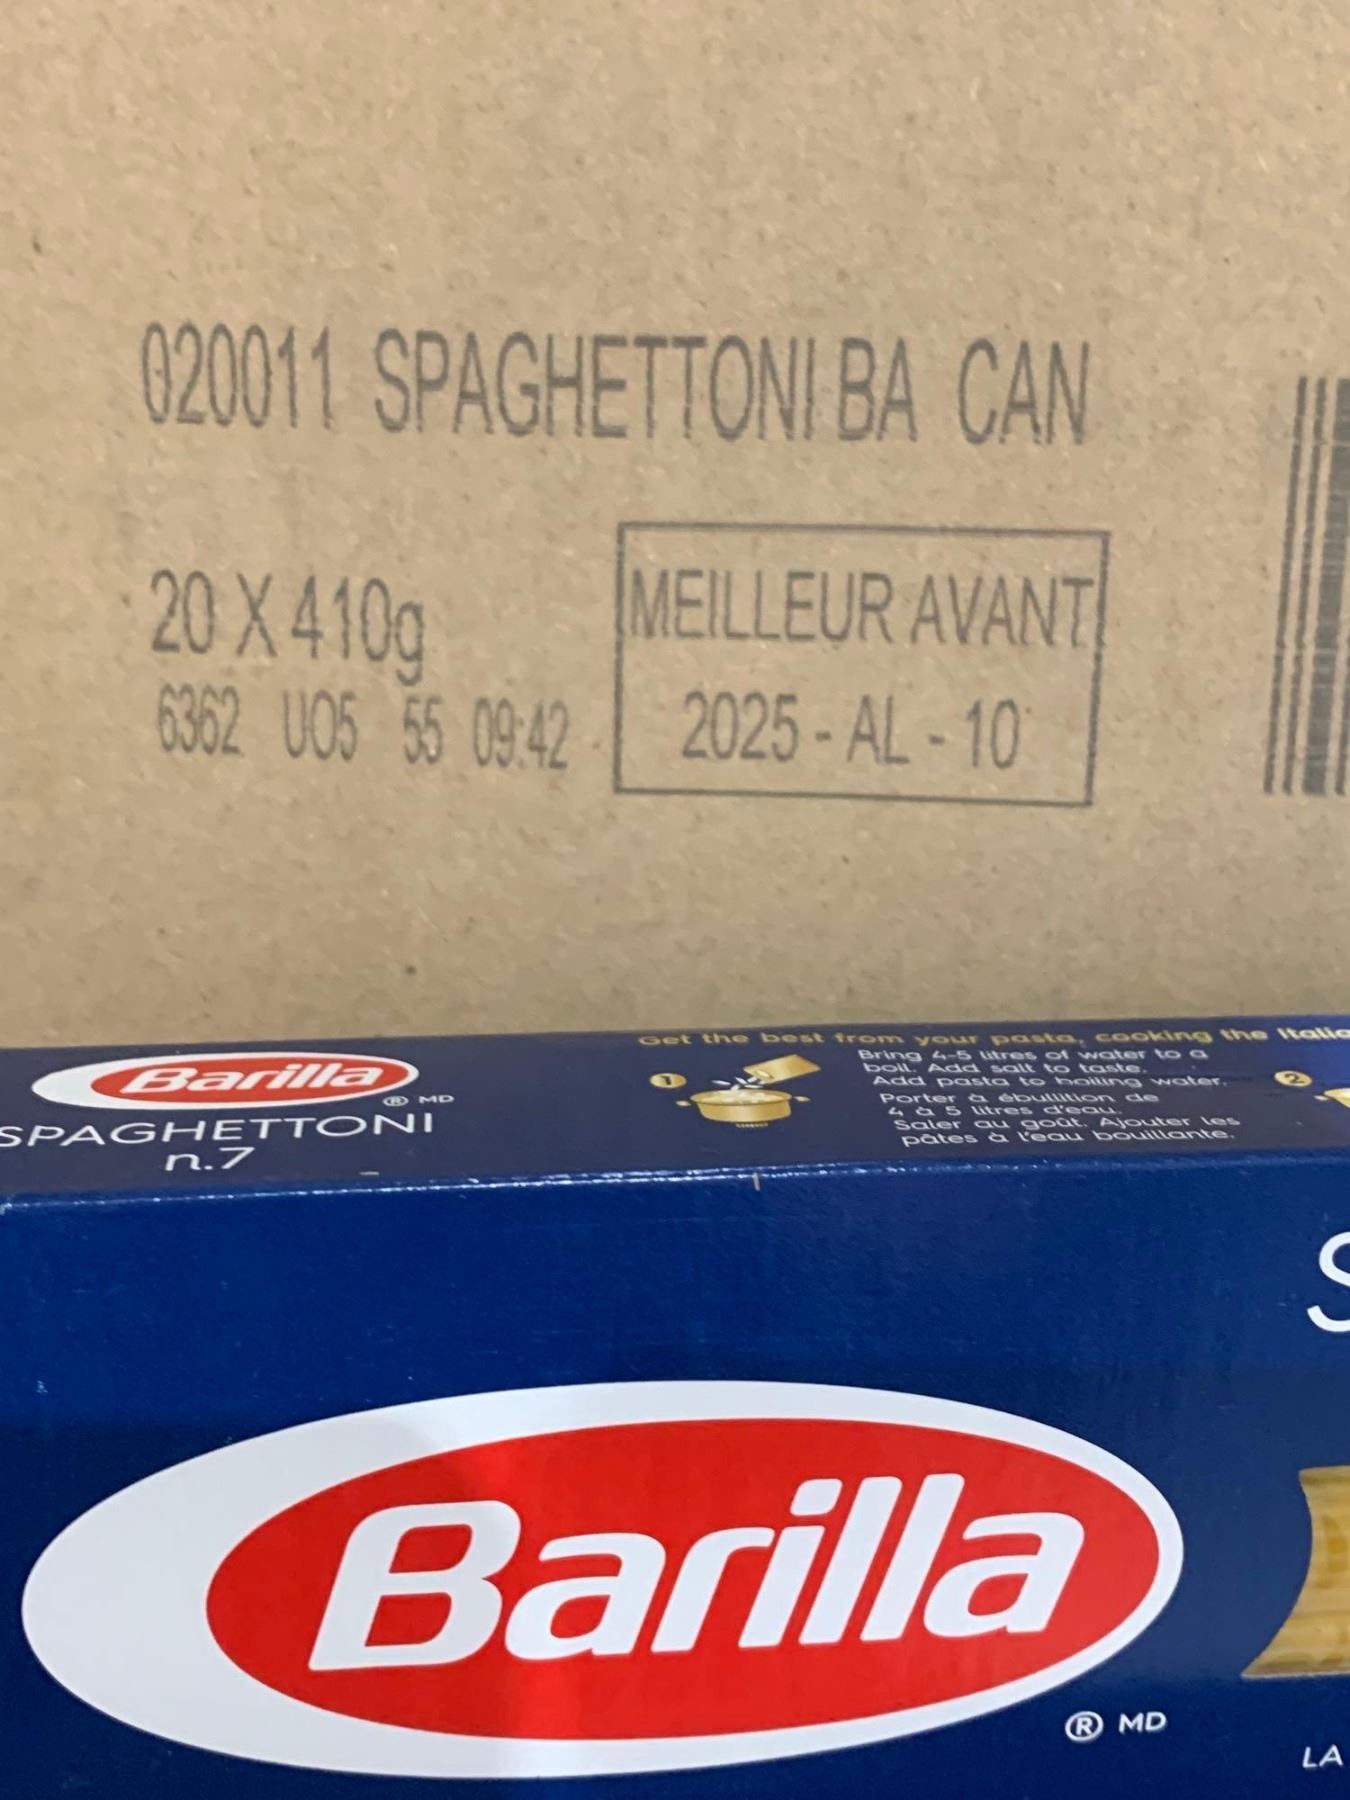 020011 SPAGHETTONI BA CAN
20 X 410g
6362 UO5 55 09:42
MEILLEUR AVANT
2025 - AL - 10
Barilla
® MD
SPAGHETTONI
n.7
Get the best from your pasta, cooking the Italia
1
Bring 4-5 litres of water to a
boil. Add salt to taste.
Add pasta to boiling water.
Porter à ébullition de
4 à 5 litres d'eau.
Saler au goût. Ajouter les
pâtes à l'eau bouillante.
2
S
Barilla
® MD
LA